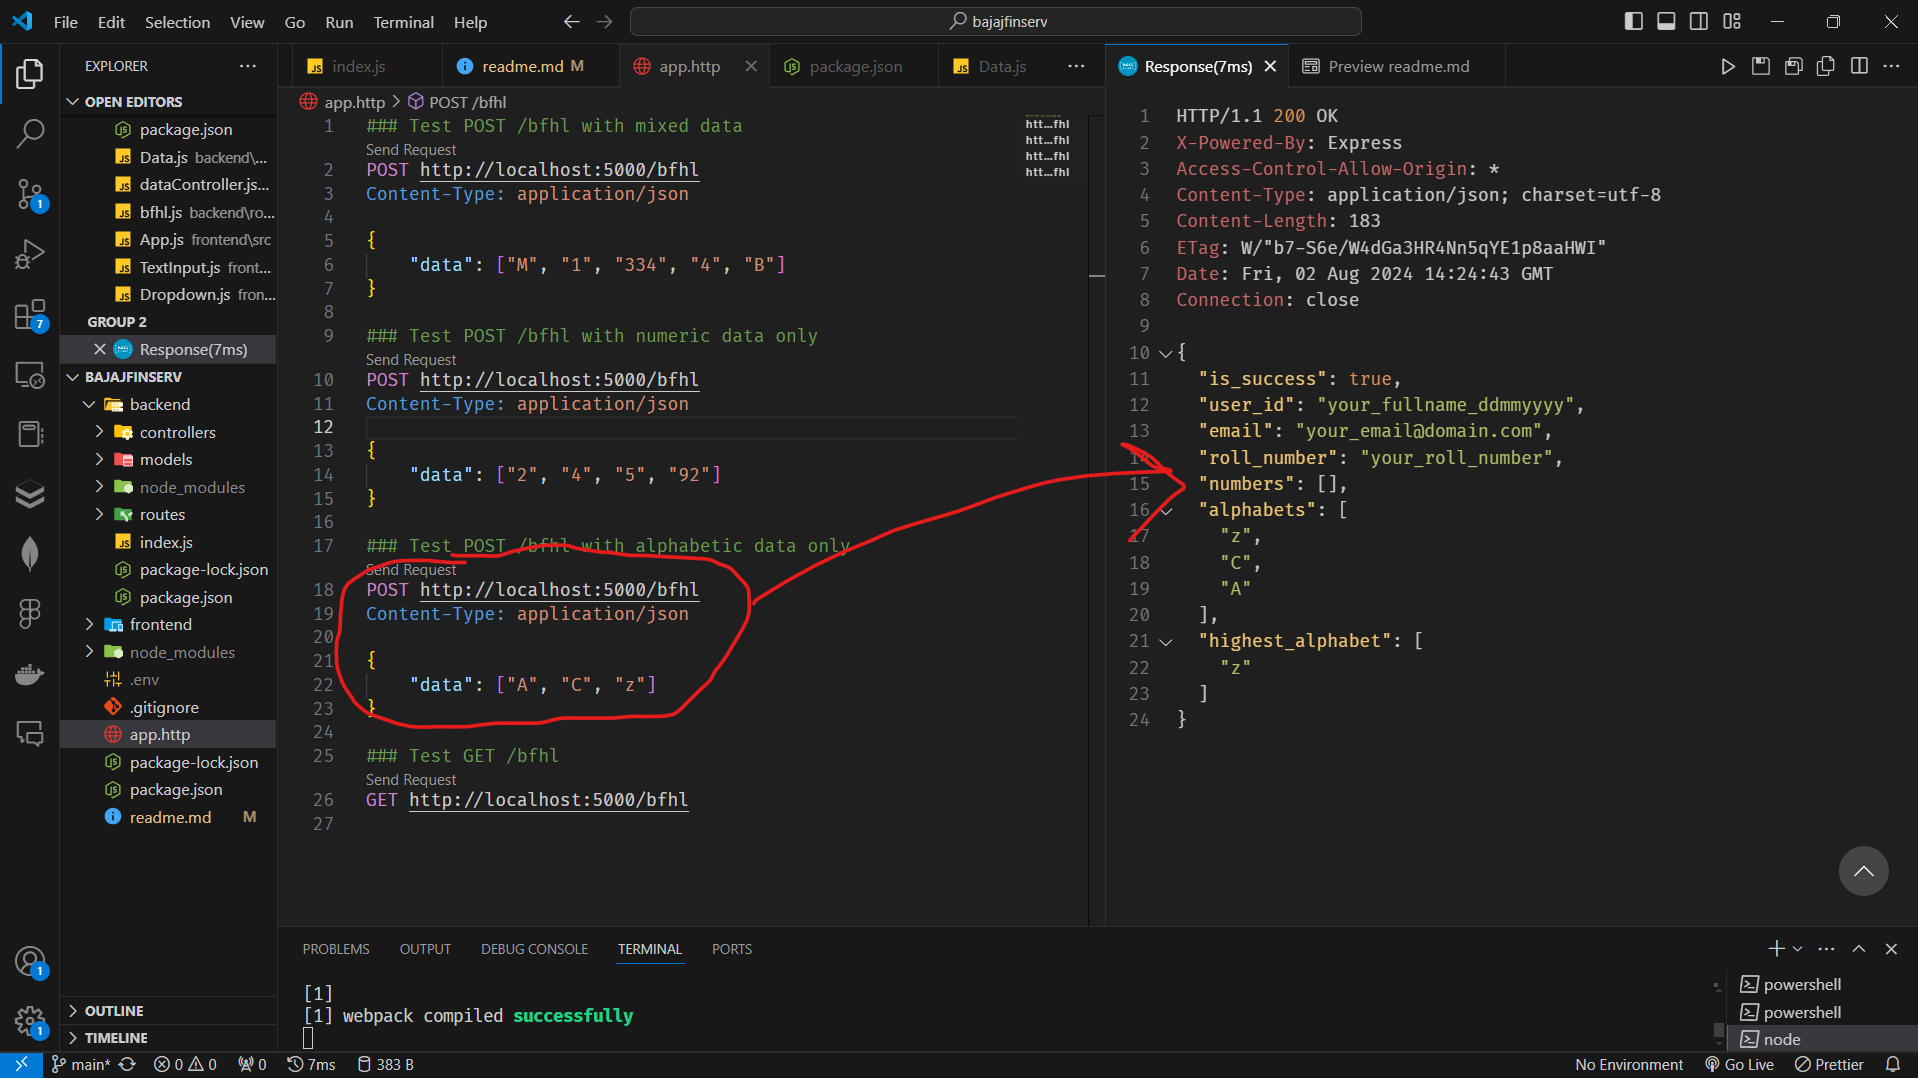 File Edit Selection View Go Run Terminal Help
bajajfinserv
EXPLORER
OPEN EDITORS
package.json
Data.js backend\...
dataController.js...
bfhl.js backend\ro...
App.js frontend\src
TextInput.js front...
Dropdown.js fron...
GROUP 2
Response(7ms)
BAJAJFINSERV
backend
controllers
models
node_modules
routes
index.js
package-lock.json
package.json
frontend
node_modules
.env
.gitignore
app.http
package-lock.json
package.json
readme.md M
OUTLINE
TIMELINE
index.js readme.md M app.http package.json Data.js
app.http > POST /bfhl
1 ### Test POST /bfhl with mixed data
Send Request
2 POST http://localhost:5000/bfhl
3 Content-Type: application/json
4
5 {
6 "data": ["M", "1", "334", "4", "B"]
7 }
8
9 ### Test POST /bfhl with numeric data only
Send Request
10 POST http://localhost:5000/bfhl
11 Content-Type: application/json
12
13 {
14 "data": ["2", "4", "5", "92"]
15 }
16
17 ### Test POST /bfhl with alphabetic data only
Send Request
18 POST http://localhost:5000/bfhl
19 Content-Type: application/json
20
21 {
22 "data": ["A", "C", "z"]
23 }
24
25 ### Test GET /bfhl
Send Request
26 GET http://localhost:5000/bfhl
27
htt...fhl
htt...fhl
htt...fhl
htt...fhl
Response(7ms) Preview readme.md
1 HTTP/1.1 200 OK
2 X-Powered-By: Express
3 Access-Control-Allow-Origin: *
4 Content-Type: application/json; charset=utf-8
5 Content-Length: 183
6 ETag: W/"b7-S6e/W4dGa3HR4Nn5qYE1p8aaHWI"
7 Date: Fri, 02 Aug 2024 14:24:43 GMT
8 Connection: close
9
10 {
11 "is_success": true,
12 "user_id": "your_fullname_ddmmyyyy",
13 "email": "your_email@domain.com",
14 "roll_number": "your_roll_number",
15 "numbers": [],
16 "alphabets": [
17 "z",
18 "C",
19 "A"
20 ],
21 "highest_alphabet": [
22 "z"
23 ]
24 }
PROBLEMS OUTPUT DEBUG CONSOLE TERMINAL PORTS
[1]
[1] webpack compiled successfully
powershell
powershell
node
1
7
1
1
main* 0 0 0 7ms 383 B No Environment Go Live Prettier